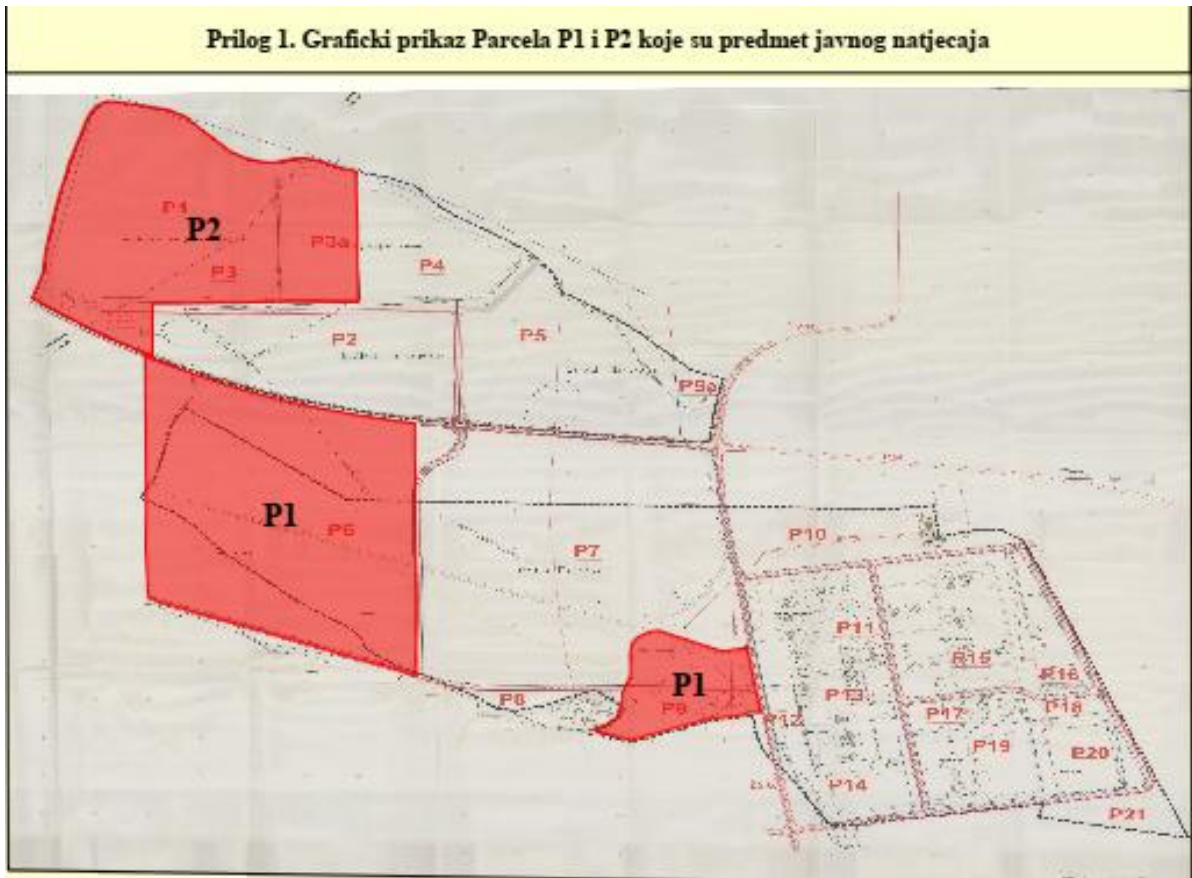 Prilog 1. Graficki prikaz Parcela P1 i P2 koje su predmet javnog natjecaja
P1
P2
P3a
P3
P4
P2
P5
P9a
P1
P6
P7
P10
P11
P15
P16
P1
P9
P8
P12
P13
P17
P18
P19
P20
P14
P21